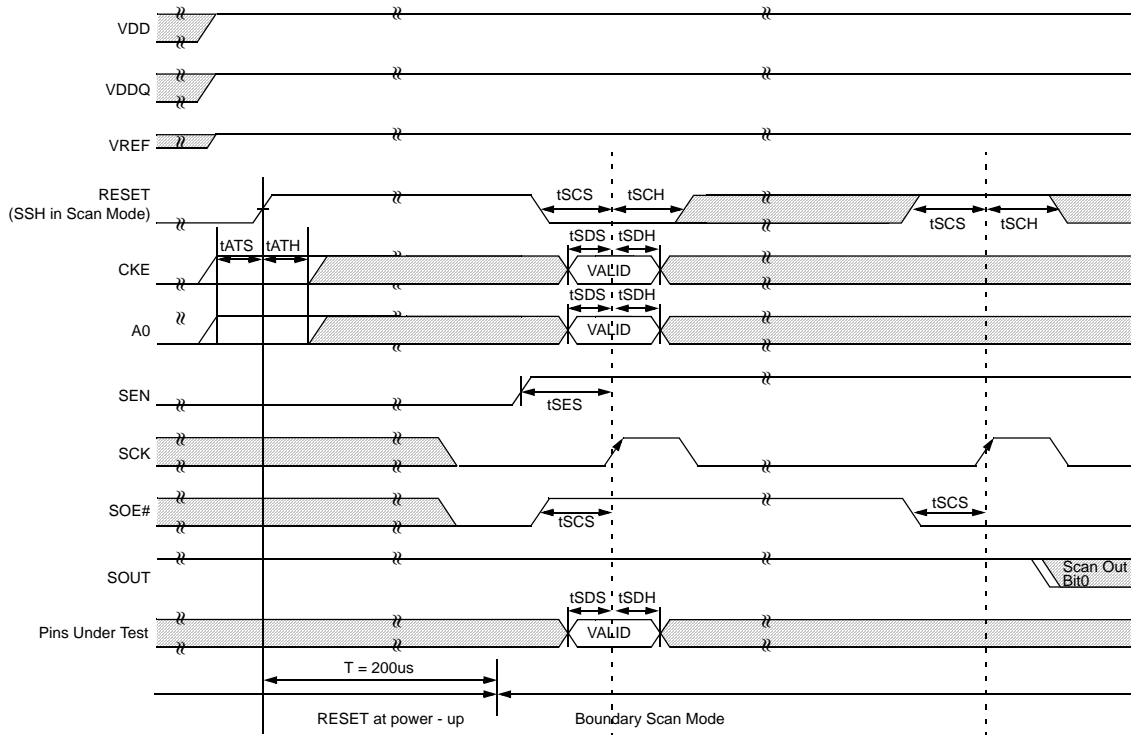 VDD
VDDQ
VREF
RESET
(SSH in Scan Mode)
tSCS tSCH
tSCS tSCH
tATS tATH
CKE
tSDS tSDH
VALID
A0
tSDS tSDH
VALID
SEN
tSES
SCK
SOE#
tSCS
tSCS
SOUT
Scan Out
Bit0
Pins Under Test
tSDS tSDH
VALID
T = 200us
RESET at power - up
Boundary Scan Mode